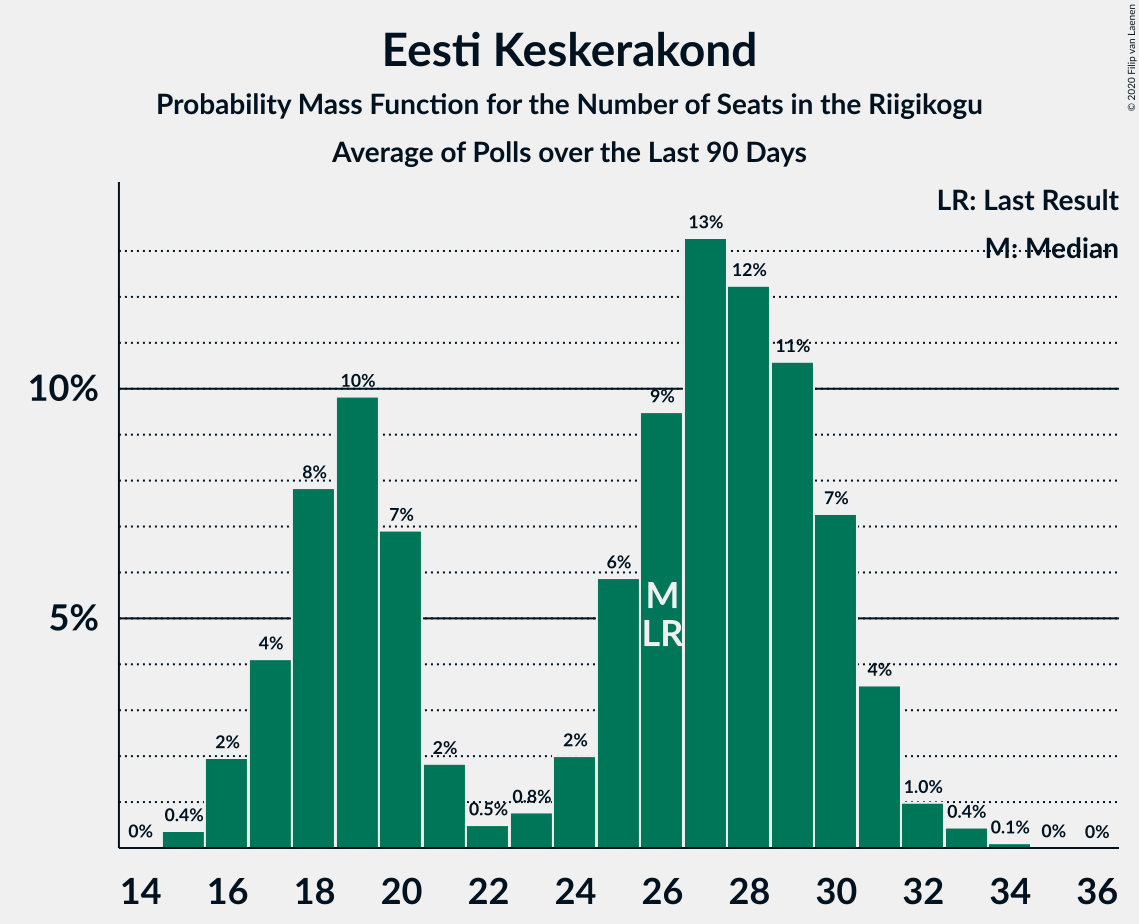 Eesti Keskerakond
Probability Mass Function for the Number of Seats in the Riigikogu
Average of Polls over the Last 90 Days
© 2020 Filip van Laenen
LR: Last Result
M: Median
10%
5%
0%
0.4%
2%
4%
8%
10%
7%
2%
0.5%
0.8%
2%
6%
9%
13%
12%
11%
7%
4%
1.0%
0.4%
0.1%
0%
0%
M
LR
14 16 18 20 22 24 26 28 30 32 34 36